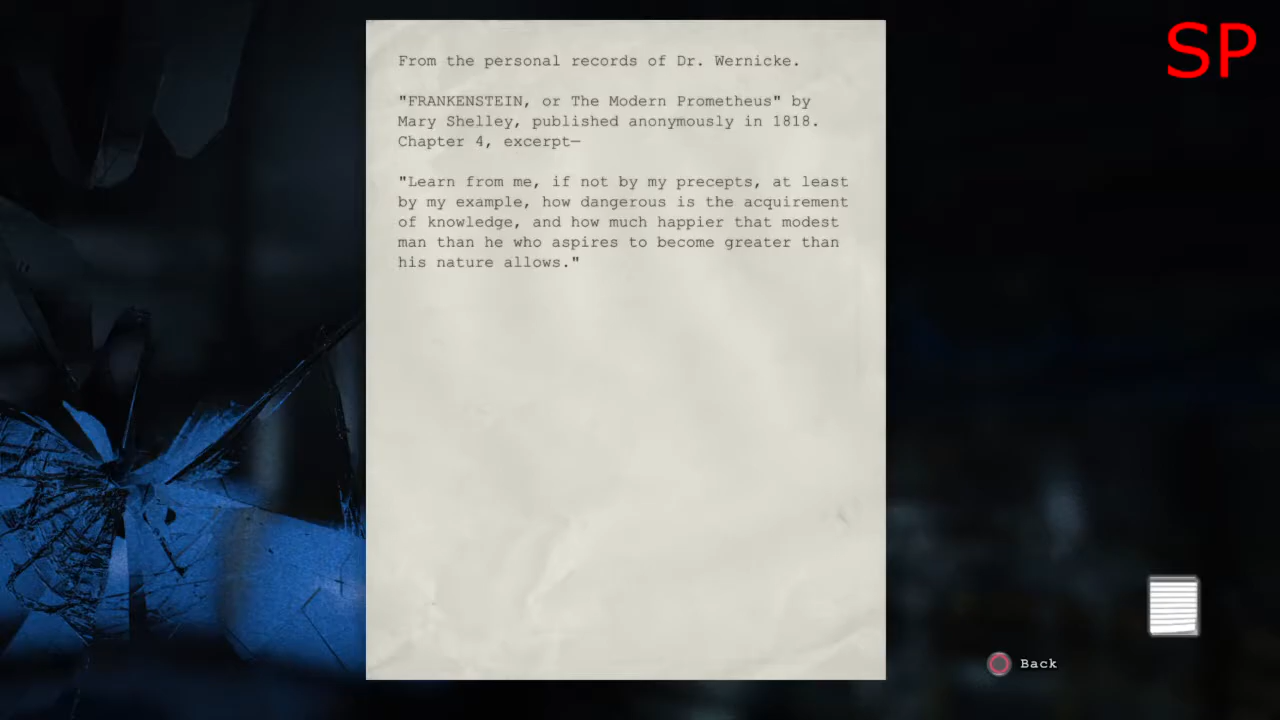 SP
From the personal records of Dr. Wernicke.
"FRANKENSTEIN, or The Modern Prometheus" by
Mary Shelley, published anonymously in 1818.
Chapter 4, excerpt—
"Learn from me, if not by my precepts, at least
by my example, how dangerous is the acquirement
of knowledge, and how much happier that modest
man than he who aspires to become greater than
his nature allows."
Back